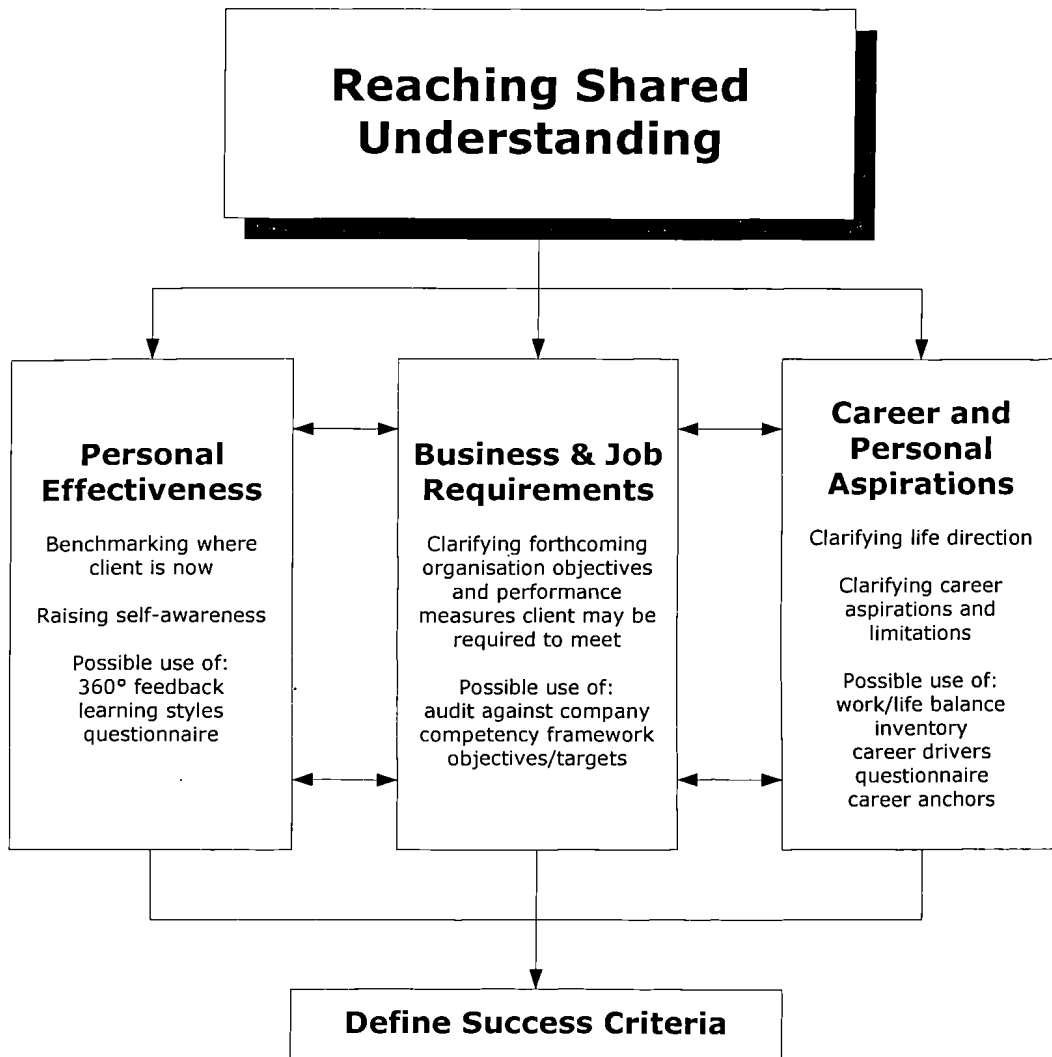 Reaching Shared
Understanding
Personal
Effectiveness
Benchmarking where
client is now
Raising self-awareness
Possible use of:
360° feedback
learning styles
questionnaire
Business & Job
Requirements
Clarifying forthcoming
organisation objectives
and performance
measures client may be
required to meet
Possible use of:
audit against company
competency framework
objectives/targets
Career and
Personal
Aspirations
Clarifying life direction
Clarifying career
aspirations and
limitations
Possible use of:
work/life balance
inventory
career drivers
questionnaire
career anchors
Define Success Criteria